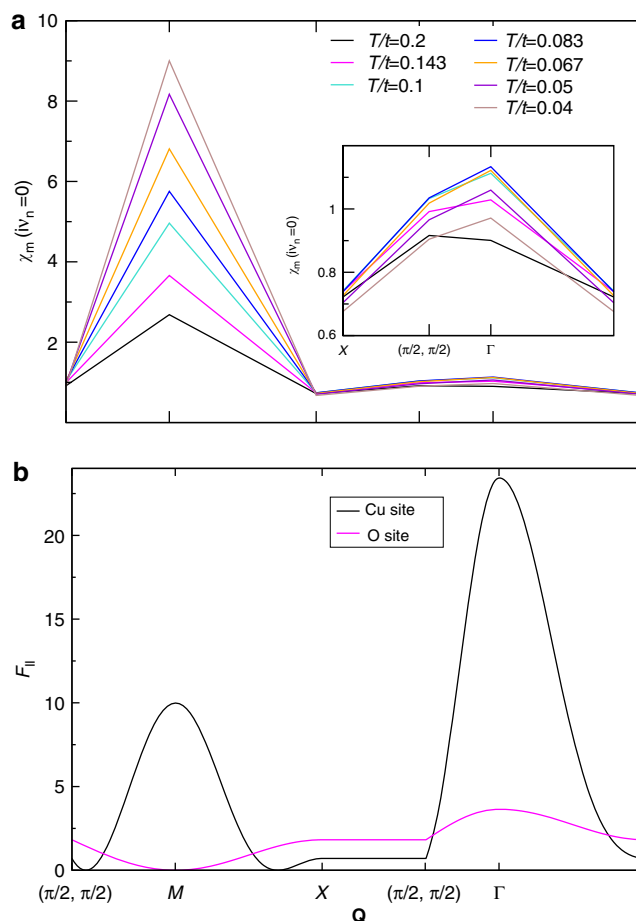 a
10
8
6
4
2
χm (iνn =0)
T/t=0.2
T/t=0.143
T/t=0.1
T/t=0.083
T/t=0.067
T/t=0.05
T/t=0.04
1
0.8
0.6
χm (iνn =0)
X
(π/2, π/2)
Γ
b
20
15
10
5
0
FII
Cu site
O site
(π/2, π/2)
M
X
(π/2, π/2)
Γ
Q